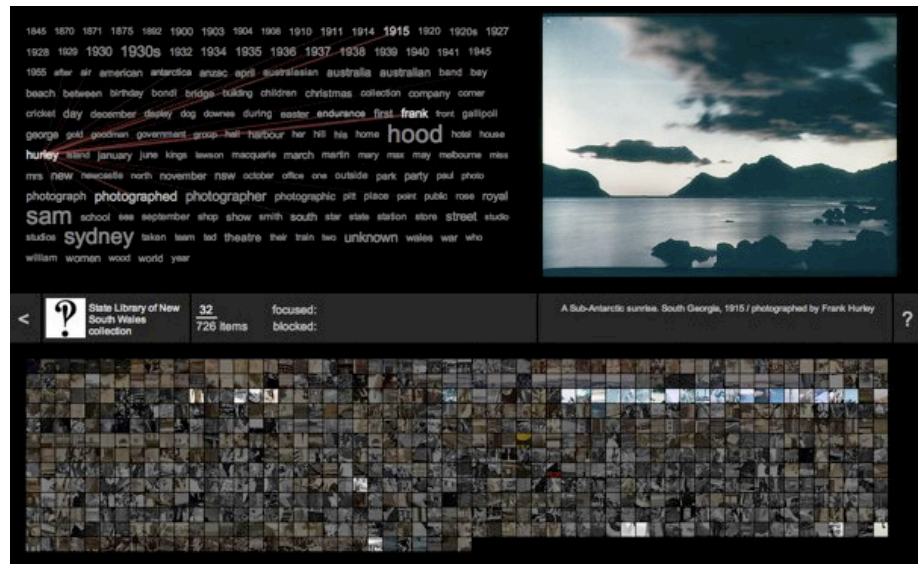 1845 1870 1871 1875 1892 1900 1903 1904 1908 1910 1911 1914 1915 1920 1920s 1927
1928 1929 1930 1930s 1932 1934 1935 1936 1937 1938 1939 1940 1941 1945
1955 after air american antarctica anzac april australasian australia australian band bay
beach between birthday bondi bridge building children christmas collection company corner
cricket day december display dog downes during easter endurance first frank front gallipoli
george gold goodman government group hall harbour her hill his home hood hotel house
hurley island january june kings lawson macquarie march martin mary max may melbourne miss
mrs new newcastle north november nsw october office one outside park party paul photo
photograph photographed photographer photographic pitt place point public rose royal
sam school sea september shop show smith south star state station store street studio
studios sydney taken team ted theatre their train two unknown wales war who
william women wood world year
< ? State Library of New South Wales collection
32
726 items
focused:
blocked:
A Sub-Antarctic sunrise. South Georgia, 1915 / photographed by Frank Hurley
?